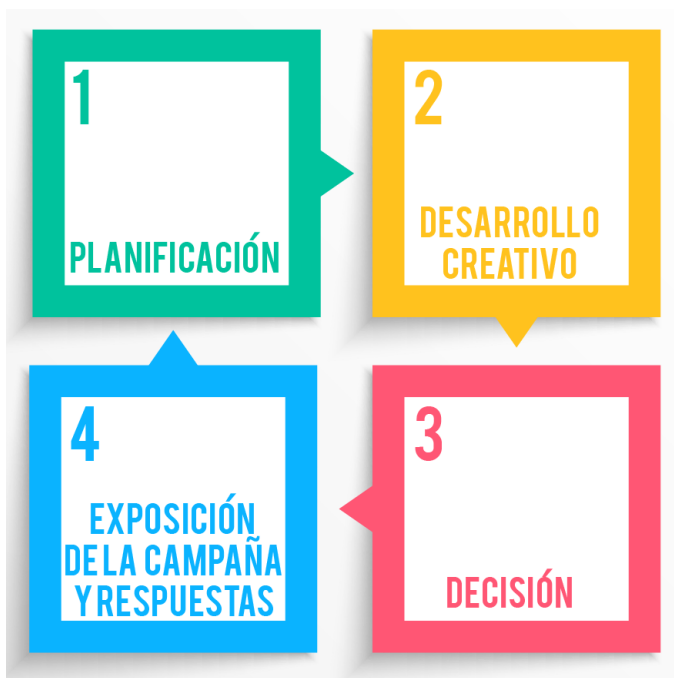 1
PLANIFICACIÓN
2
DESARROLLO
CREATIVO
3
DECISIÓN
4
EXPOSICIÓN
DE LA CAMPAÑA
Y RESPUESTAS